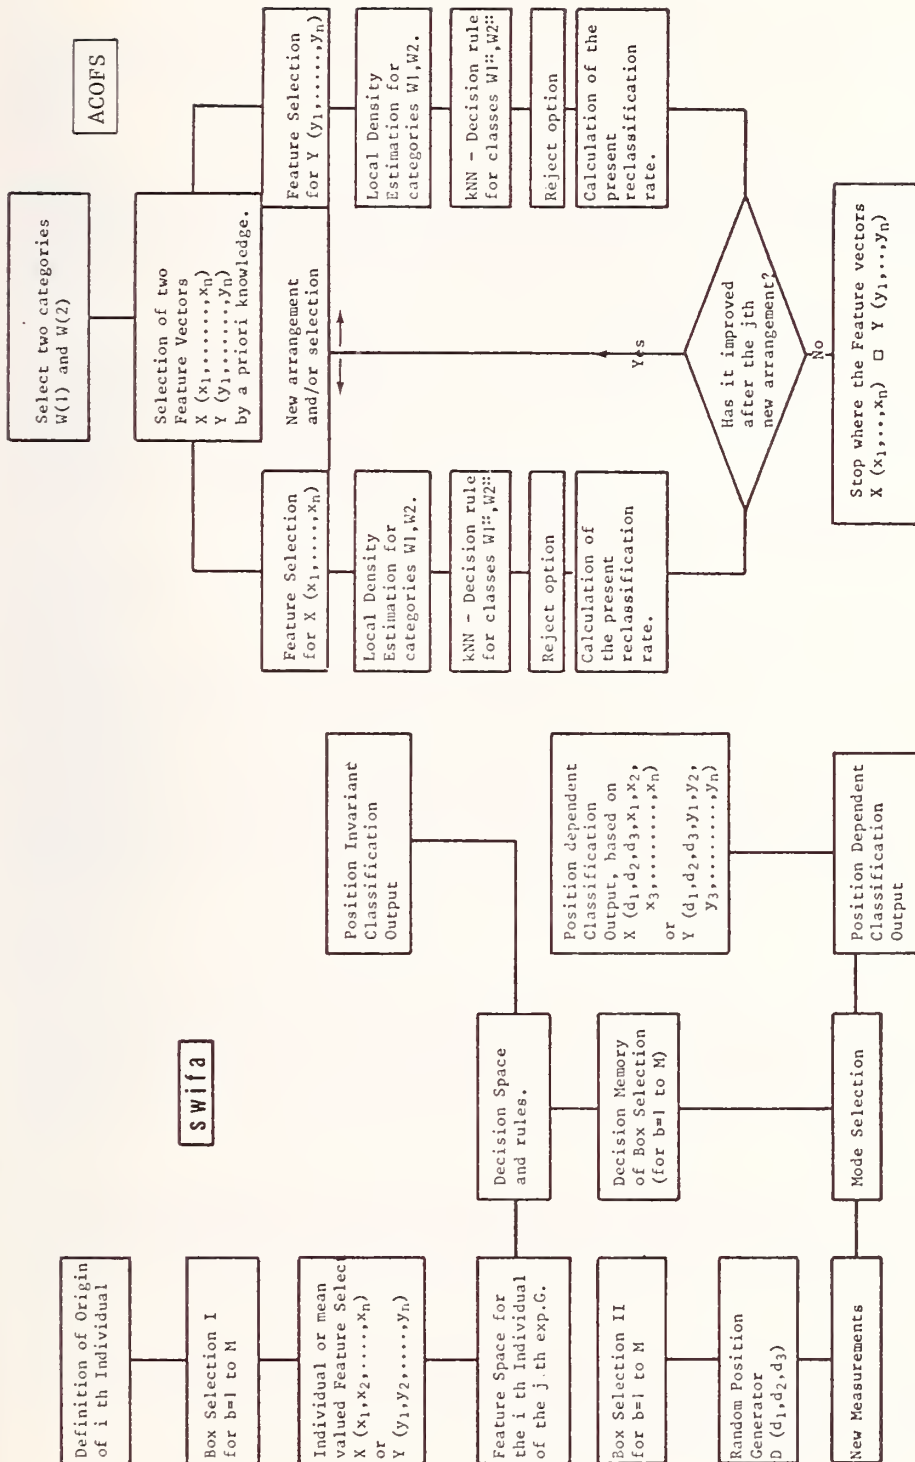 swifa
Definition of Origin
of i th Individual
Box Selection I
for b=1 to M
Individual or mean
valued Feature Selec
X (x₁,x₂,.....,xₙ)
or
Y (y₁,y₂,.....,yₙ)
Feature Space for
the i th Individual
of the j th exp.G.
Box Selection II
for b=1 to M
Random Position
Generator
D (d₁,d₂,d₃)
New Measurements
Decision Space
and rules.
Decision Memory
of Box Selection
(for b=1 to M)
Mode Selection
Position Invariant
Classification
Output
Position dependent
Classification
Output, based on
X (d₁,d₂,d₃,x₁,x₂,
x₃,.........,xₙ)
or
Y (d₁,d₂,d₃,y₁,y₂,
y₃,.........,yₙ)
Position Dependent
Classification
Output
ACOFS
Select two categories
W(1) and W(2)
Selection of two
Feature Vectors
X (x₁,......,xₙ)
Y (y₁,......,yₙ)
by a priori knowledge.
Feature Selection
for X (x₁,.....,xₙ)
Local Density
Estimation for
categories W1,W2.
kNN - Decision rule
for classes W1::,W2::
Reject option
Calculation of
the present
reclassification
rate.
New arrangement
and/or selection
Feature Selection
for Y (y₁,.....,yₙ)
Local Density
Estimation for
categories W1,W2.
kNN - Decision rule
for classes W1::,W2::
Reject option
Calculation of the
present
reclassification
rate.
Yes
Has it improved
after the jth
new arrangement?
No
Stop where the Feature vectors
X (x₁,..,xₙ) □ Y (y₁,..,yₙ)